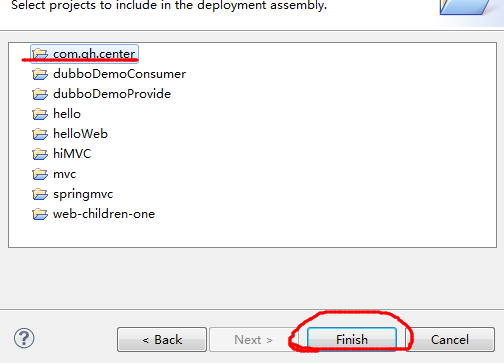 Select projects to include in the deployment assembly.
com.qh.center
dubboDemoConsumer
dubboDemoProvide
hello
helloWeb
hiMVC
mvc
springmvc
web-children-one
?
< Back
Next >
Finish
Cancel